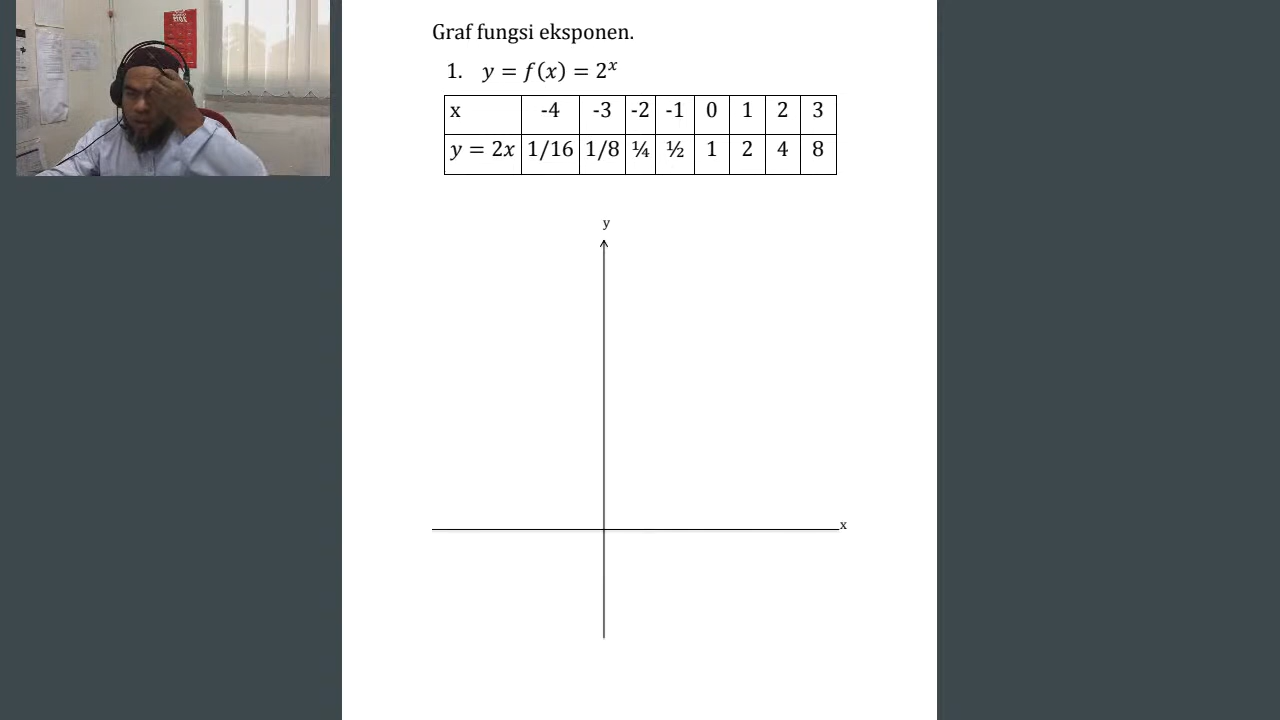 Graf fungsi eksponen.
1. y = f(x) = 2ˣ
x -4 -3 -2 -1 0 1 2 3
y = 2x 1/16 1/8 ¼ ½ 1 2 4 8
y
x